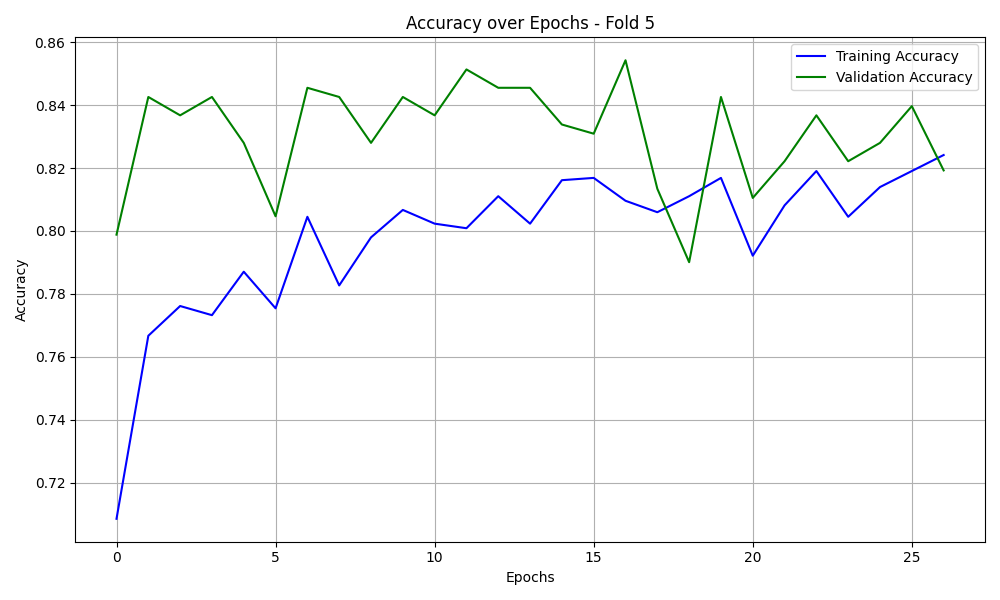 Accuracy over Epochs - Fold 5
Training Accuracy
Validation Accuracy
Accuracy
0.86
0.84
0.82
0.80
0.78
0.76
0.74
0.72
0
5
10
15
20
25
Epochs